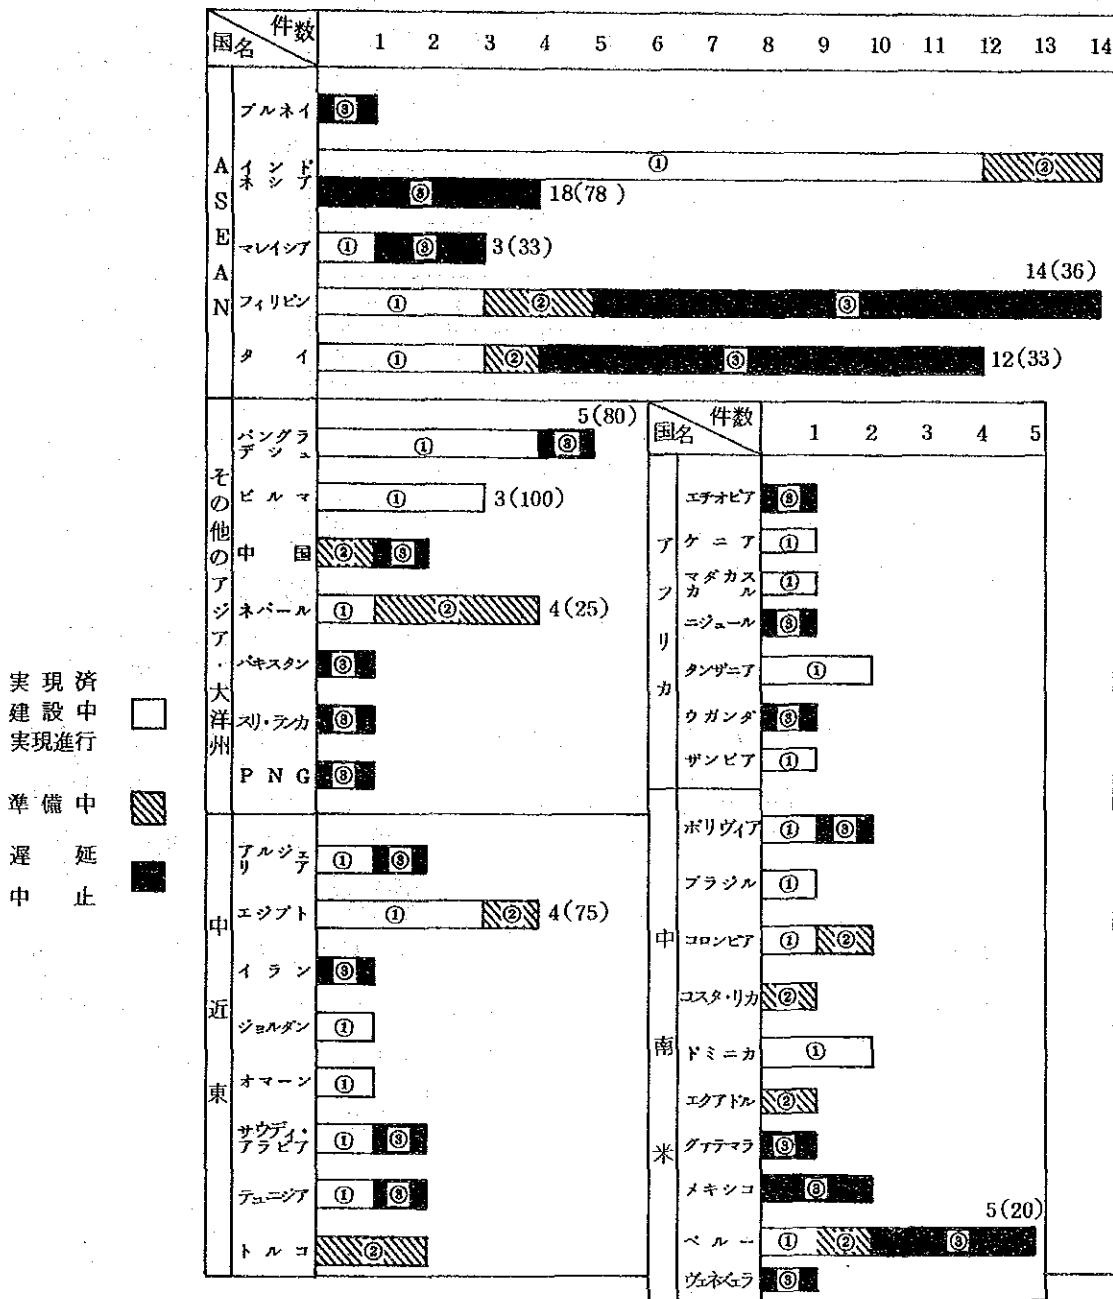 件数
国名
1 2 3 4 5 6 7 8 9 10 11 12 13 14
ASEAN
ブルネイ ③
インドネシア ① ②
③ 18(78)
マレイシア ① ③ 3(33)
14(36)
フィリピン ① ② ③
タイ ① ② ③ 12(33)
その他のアジア・大洋州
5(80)
バングラデシュ ① ③
ビルマ ① 3(100)
中国 ② ③
ネパール ① ② 4(25)
パキスタン ③
スリ・ランカ ③
PNG ③
中近東
アルジェリア ① ③
エジプト ① ② 4(75)
イラン ③
ジョルダン ①
オマーン ①
サウディ・アラビア ① ③
テュニジア ① ③
トルコ ②
件数
国名
1 2 3 4 5
アフリカ
エチオピア ③
ケニア ①
マダガスカル ①
ニジェール ③
タンザニア ①
ウガンダ ③
ザンビア ①
中南米
ボリヴィア ① ③
ブラジル ①
コロンビア ① ②
コスタ・リカ ②
ドミニカ ①
エクアドル ②
グァテマラ ③
メキシコ ③
5(20)
ペルー ① ② ③
ヴェネズェラ ③
実現済
建設中
実現進行
準備中
遅延
中止